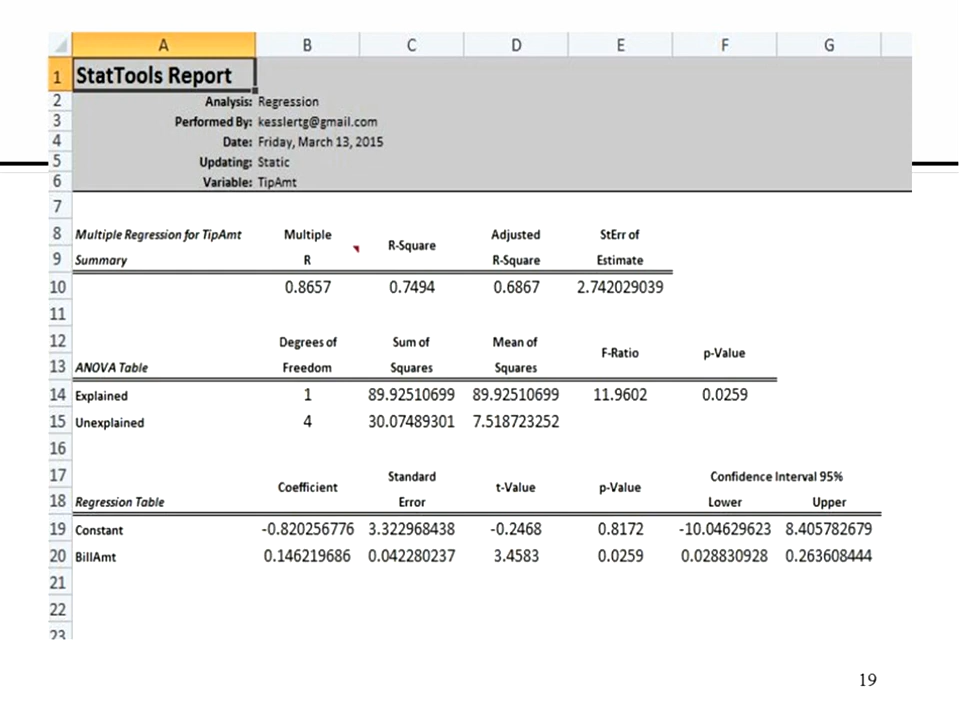 A B C D E F G
1 StatTools Report
2 Analysis: Regression
3 Performed By: kesslertg@gmail.com
4 Date: Friday, March 13, 2015
5 Updating: Static
6 Variable: TipAmt
7
8 Multiple Regression for TipAmt Multiple R-Square Adjusted StErr of
9 Summary R R-Square Estimate
10 0.8657 0.7494 0.6867 2.742029039
11
12 Degrees of Sum of Mean of F-Ratio p-Value
13 ANOVA Table Freedom Squares Squares
14 Explained 1 89.92510699 89.92510699 11.9602 0.0259
15 Unexplained 4 30.07489301 7.518723252
16
17 Coefficient Standard t-Value p-Value Confidence Interval 95%
18 Regression Table Error Lower Upper
19 Constant -0.820256776 3.322968438 -0.2468 0.8172 -10.04629623 8.405782679
20 BillAmt 0.146219686 0.042280237 3.4583 0.0259 0.028830928 0.263608444
21
22
23
19